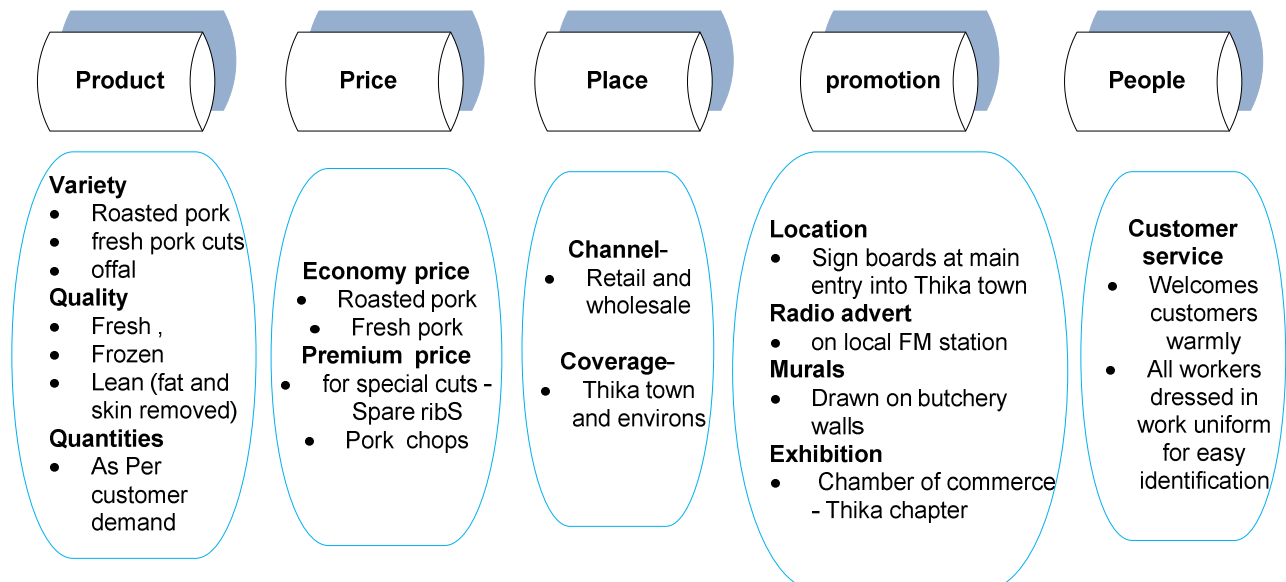 Product
Variety
• Roasted pork
• fresh pork cuts
• offal
Quality
• Fresh ,
• Frozen
• Lean (fat and
skin removed)
Quantities
• As Per
customer
demand
Price
Economy price
• Roasted pork
• Fresh pork
Premium price
• for special cuts -
Spare ribS
• Pork chops
Place
Channel-
• Retail and
wholesale
Coverage-
• Thika town
and environs
promotion
Location
• Sign boards at main
entry into Thika town
Radio advert
• on local FM station
Murals
• Drawn on butchery
walls
Exhibition
• Chamber of commerce
- Thika chapter
People
Customer
service
• Welcomes
customers
warmly
• All workers
dressed in
work uniform
for easy
identification